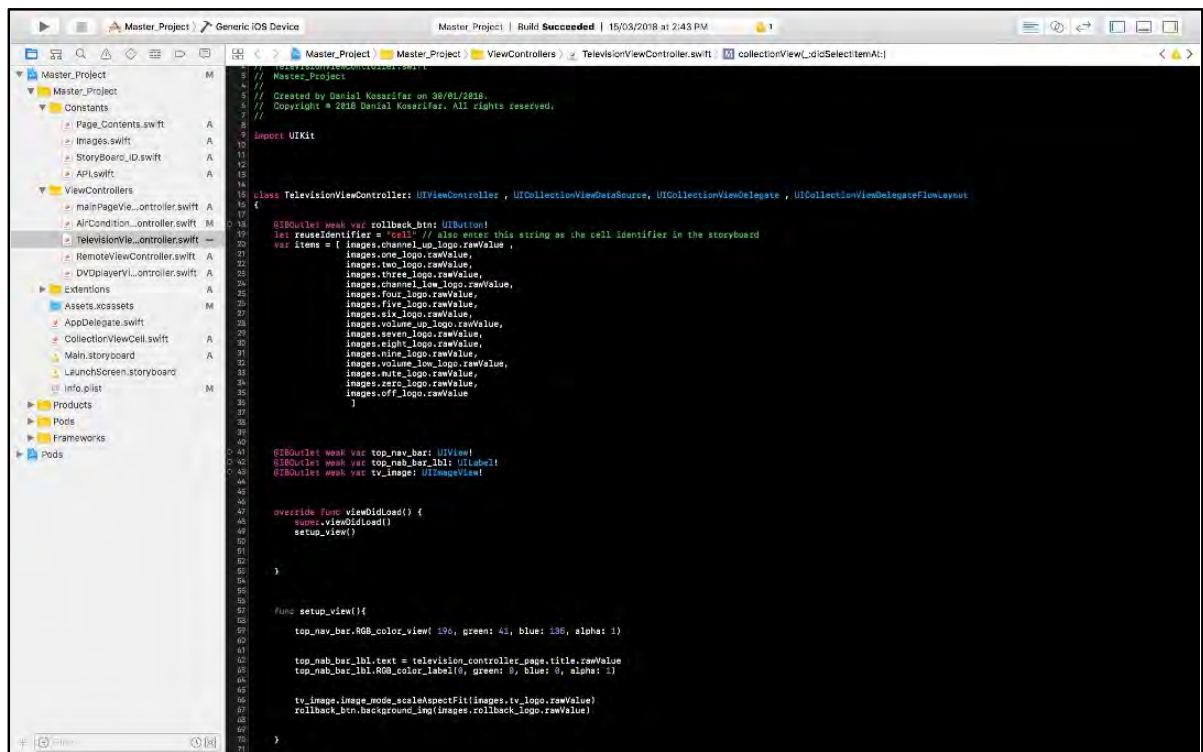 Master_Project
Generic iOS Device
Master_Project | Build Succeeded | 15/03/2018 at 2:43 PM
1
Master_Project
Master_Project
ViewControllers
TelevisionViewController.swift
M collectionView(_:didSelectItemAt:)
Master_Project M
Master_Project
Constants
Page_Contents.swift A
Images.swift A
StoryBoard_ID.swift A
API.swift A
ViewControllers
mainPageVie...ontroller.swift A
AirCondition...ontroller.swift M
TelevisionVie...ontroller.swift —
RemoteViewController.swift A
DVDplayerVi...ontroller.swift A
Extentions A
Assets.xcassets M
AppDelegate.swift
CollectionViewCell.swift A
Main.storyboard A
LaunchScreen.storyboard
Info.plist M
Products
Pods
Frameworks
Pods
Filter
// TelevisionViewController.swift
// Master_Project
//
// Created by Danial Kosarifar on 30/01/2018.
// Copyright © 2018 Danial Kosarifar. All rights reserved.
//
import UIKit
class TelevisionViewController: UIViewController , UICollectionViewDataSource, UICollectionViewDelegate , UICollectionViewDelegateFlowLayout
{
@IBOutlet weak var rollback_btn: UIButton!
let reuseIdentifier = "cell" // also enter this string as the cell identifier in the storyboard
var items = [ images.channel_up_logo.rawValue ,
images.one_logo.rawValue,
images.two_logo.rawValue,
images.three_logo.rawValue,
images.channel_low_logo.rawValue,
images.four_logo.rawValue,
images.five_logo.rawValue,
images.six_logo.rawValue,
images.volume_up_logo.rawValue,
images.seven_logo.rawValue,
images.eight_logo.rawValue,
images.nine_logo.rawValue,
images.volume_low_logo.rawValue,
images.mute_logo.rawValue,
images.zero_logo.rawValue,
images.off_logo.rawValue
]
@IBOutlet weak var top_nav_bar: UIView!
@IBOutlet weak var top_nab_bar_lbl: UILabel!
@IBOutlet weak var tv_image: UIImageView!
override func viewDidLoad() {
super.viewDidLoad()
setup_view()
}
func setup_view(){
top_nav_bar.RGB_color_view( 196, green: 41, blue: 135, alpha: 1)
top_nab_bar_lbl.text = television_controller_page.title.rawValue
top_nab_bar_lbl.RGB_color_label(0, green: 0, blue: 0, alpha: 1)
tv_image.image_mode_scaleAspectFit(images.tv_logo.rawValue)
rollback_btn.background_img(images.rollback_logo.rawValue)
}